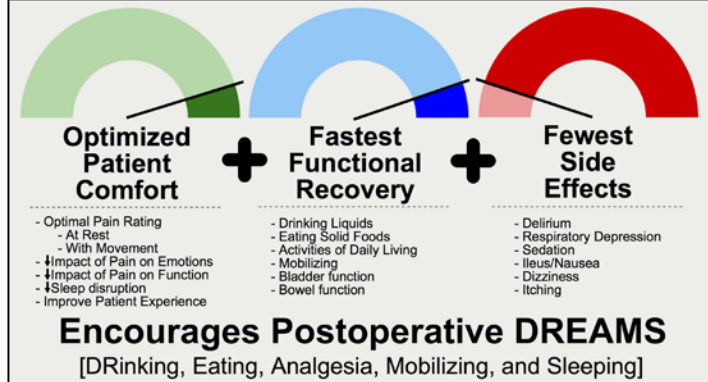 Optimized
Patient
Comfort
+
Fastest
Functional
Recovery
+
Fewest
Side
Effects
- Optimal Pain Rating
- At Rest
- With Movement
- ↓Impact of Pain on Emotions
- ↓Impact of Pain on Function
- ↓Sleep disruption
- Improve Patient Experience
- Drinking Liquids
- Eating Solid Foods
- Activities of Daily Living
- Mobilizing
- Bladder function
- Bowel function
- Delirium
- Respiratory Depression
- Sedation
- Ileus/Nausea
- Dizziness
- Itching
Encourages Postoperative DREAMS
[DRinking, Eating, Analgesia, Mobilizing, and Sleeping]